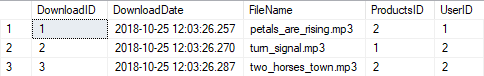 DownloadID DownloadDate FileName ProductsID UserID
1 1 2018-10-25 12:03:26.257 petals_are_rising.mp3 2 1
2 2 2018-10-25 12:03:26.270 turn_signal.mp3 1 2
3 3 2018-10-25 12:03:26.287 two_horses_town.mp3 2 2